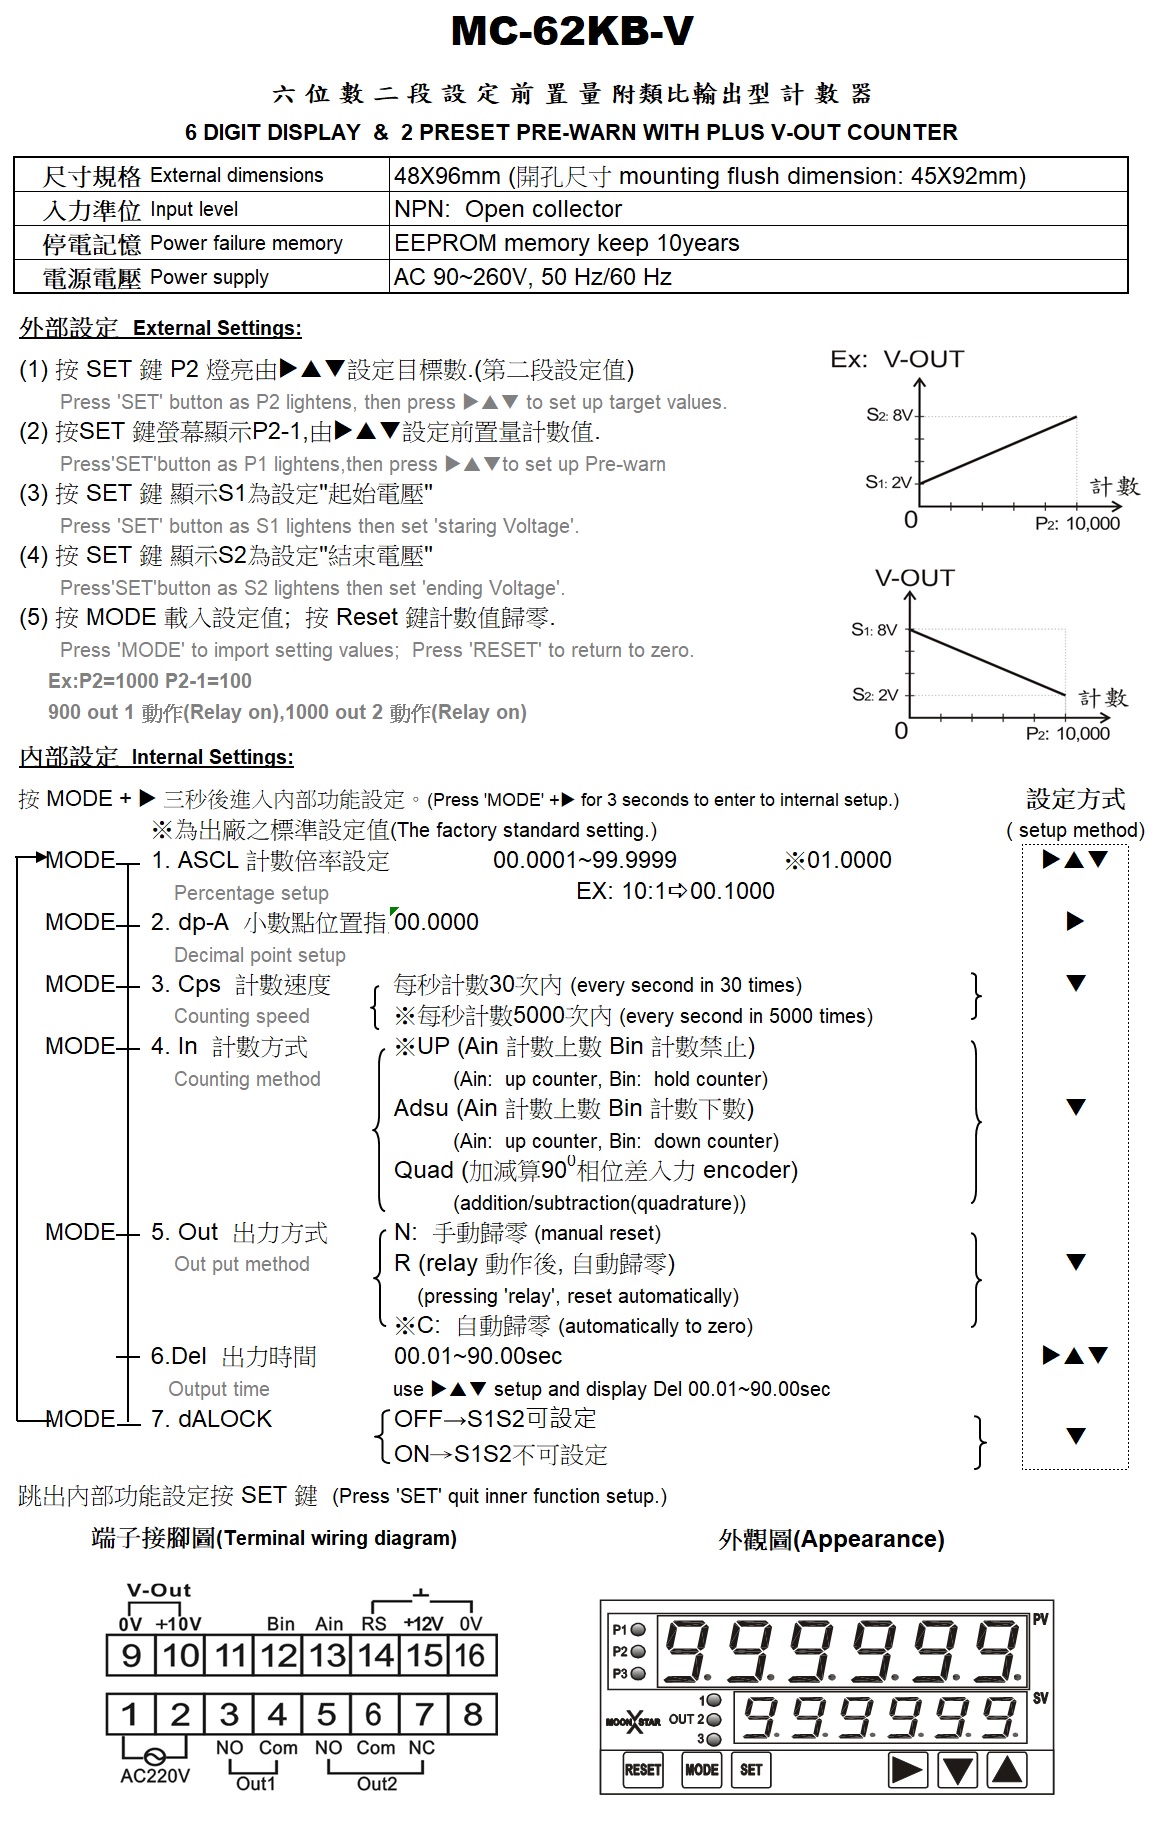 MC-62KB-V
六位數二段設定前置量附類比輸出型計數器
6 DIGIT DISPLAY & 2 PRESET PRE-WARN WITH PLUS V-OUT COUNTER
尺寸規格 External dimensions 48X96mm (開孔尺寸 mounting flush dimension: 45X92mm)
入力準位 Input level NPN: Open collector
停電記憶 Power failure memory EEPROM memory keep 10years
電源電壓 Power supply AC 90~260V, 50 Hz/60 Hz
外部設定 External Settings:
(1) 按 SET 鍵 P2 燈亮由▶▲▼設定目標數.(第二段設定值)
Press 'SET' button as P2 lightens, then press ▶▲▼ to set up target values.
(2) 按SET 鍵螢幕顯示P2-1,由▶▲▼設定前置量計數值.
Press'SET'button as P1 lightens,then press ▶▲▼to set up Pre-warn
(3) 按 SET 鍵 顯示S1為設定"起始電壓"
Press 'SET' button as S1 lightens then set 'staring Voltage'.
(4) 按 SET 鍵 顯示S2為設定"結束電壓"
Press'SET'button as S2 lightens then set 'ending Voltage'.
(5) 按 MODE 載入設定值; 按 Reset 鍵計數值歸零.
Press 'MODE' to import setting values; Press 'RESET' to return to zero.
Ex:P2=1000 P2-1=100
900 out 1 動作(Relay on),1000 out 2 動作(Relay on)
Ex: V-OUT
S2: 8V
S1: 2V
計數
0
P2: 10,000
V-OUT
S1: 8V
S2: 2V
計數
0
P2: 10,000
內部設定 Internal Settings:
按 MODE + ▶ 三秒後進入內部功能設定。(Press 'MODE' +▶ for 3 seconds to enter to internal setup.)
設定方式
※為出廠之標準設定值(The factory standard setting.)
( setup method)
MODE 1. ASCL 計數倍率設定 00.0001~99.9999 ※01.0000 ▶▲▼
Percentage setup EX: 10:1⇨00.1000
MODE 2. dp-A 小數點位置指 00.0000 ▶
Decimal point setup
MODE 3. Cps 計數速度 每秒計數30次內 (every second in 30 times) ▼
Counting speed ※每秒計數5000次內 (every second in 5000 times)
MODE 4. In 計數方式 ※UP (Ain 計數上數 Bin 計數禁止)
Counting method (Ain: up counter, Bin: hold counter)
Adsu (Ain 計數上數 Bin 計數下數) ▼
(Ain: up counter, Bin: down counter)
Quad (加減算90⁰相位差入力 encoder)
(addition/subtraction(quadrature))
MODE 5. Out 出力方式 N: 手動歸零 (manual reset)
Out put method R (relay 動作後, 自動歸零) ▼
(pressing 'relay', reset automatically)
※C: 自動歸零 (automatically to zero)
6.Del 出力時間 00.01~90.00sec ▶▲▼
Output time use ▶▲▼ setup and display Del 00.01~90.00sec
MODE 7. dALOCK OFF→S1S2可設定
ON→S1S2不可設定 ▼
跳出內部功能設定按 SET 鍵 (Press 'SET' quit inner function setup.)
端子接腳圖(Terminal wiring diagram)
V-Out
0V +10V Bin Ain RS +12V 0V
9 10 11 12 13 14 15 16
1 2 3 4 5 6 7 8
NO Com NO Com NC
AC220V Out1 Out2
外觀圖(Appearance)
P1
P2
P3
9.9.9.9.9.9.
PV
MOON X STAR
1
OUT 2
3
9.9.9.9.9.9.
SV
RESET MODE SET ▶ ▼ ▲